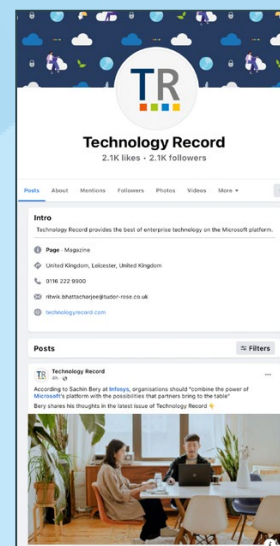 TR
Technology Record
2.1K likes • 2.1K followers
Posts About Mentions Followers Photos Videos More
Intro
Technology Record provides the best of enterprise technology on the Microsoft platform.
Page · Magazine
United Kingdom, Leicester, United Kingdom
0116 222 9900
ritwik.bhattacharjee@tudor-rose.co.uk
technologyrecord.com
Posts
Filters
TR
Technology Record
4h
According to Sachin Bery at Infosys, organisations should "combine the power of
Microsoft's platform with the possibilities that partners bring to the table"
Bery shares his thoughts in the latest issue of Technology Record